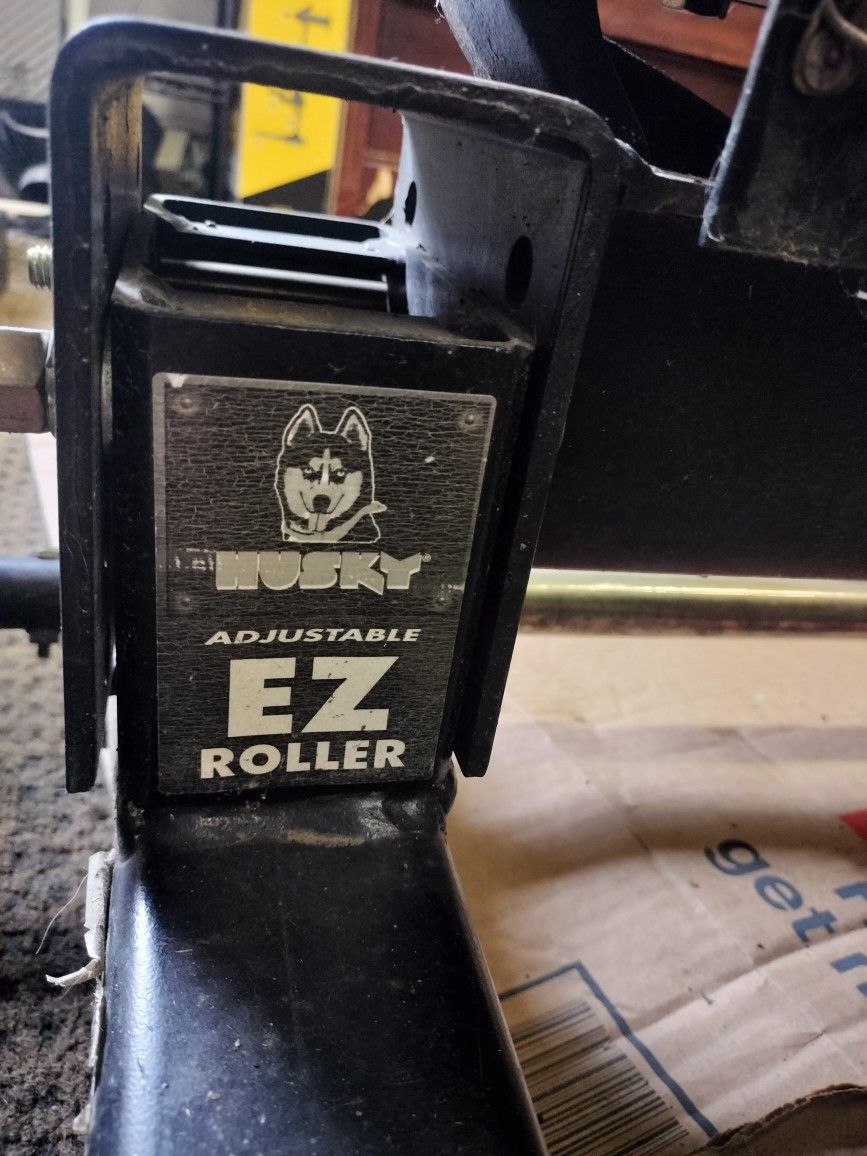 HUSKY®
ADJUSTABLE
EZ
ROLLER
get